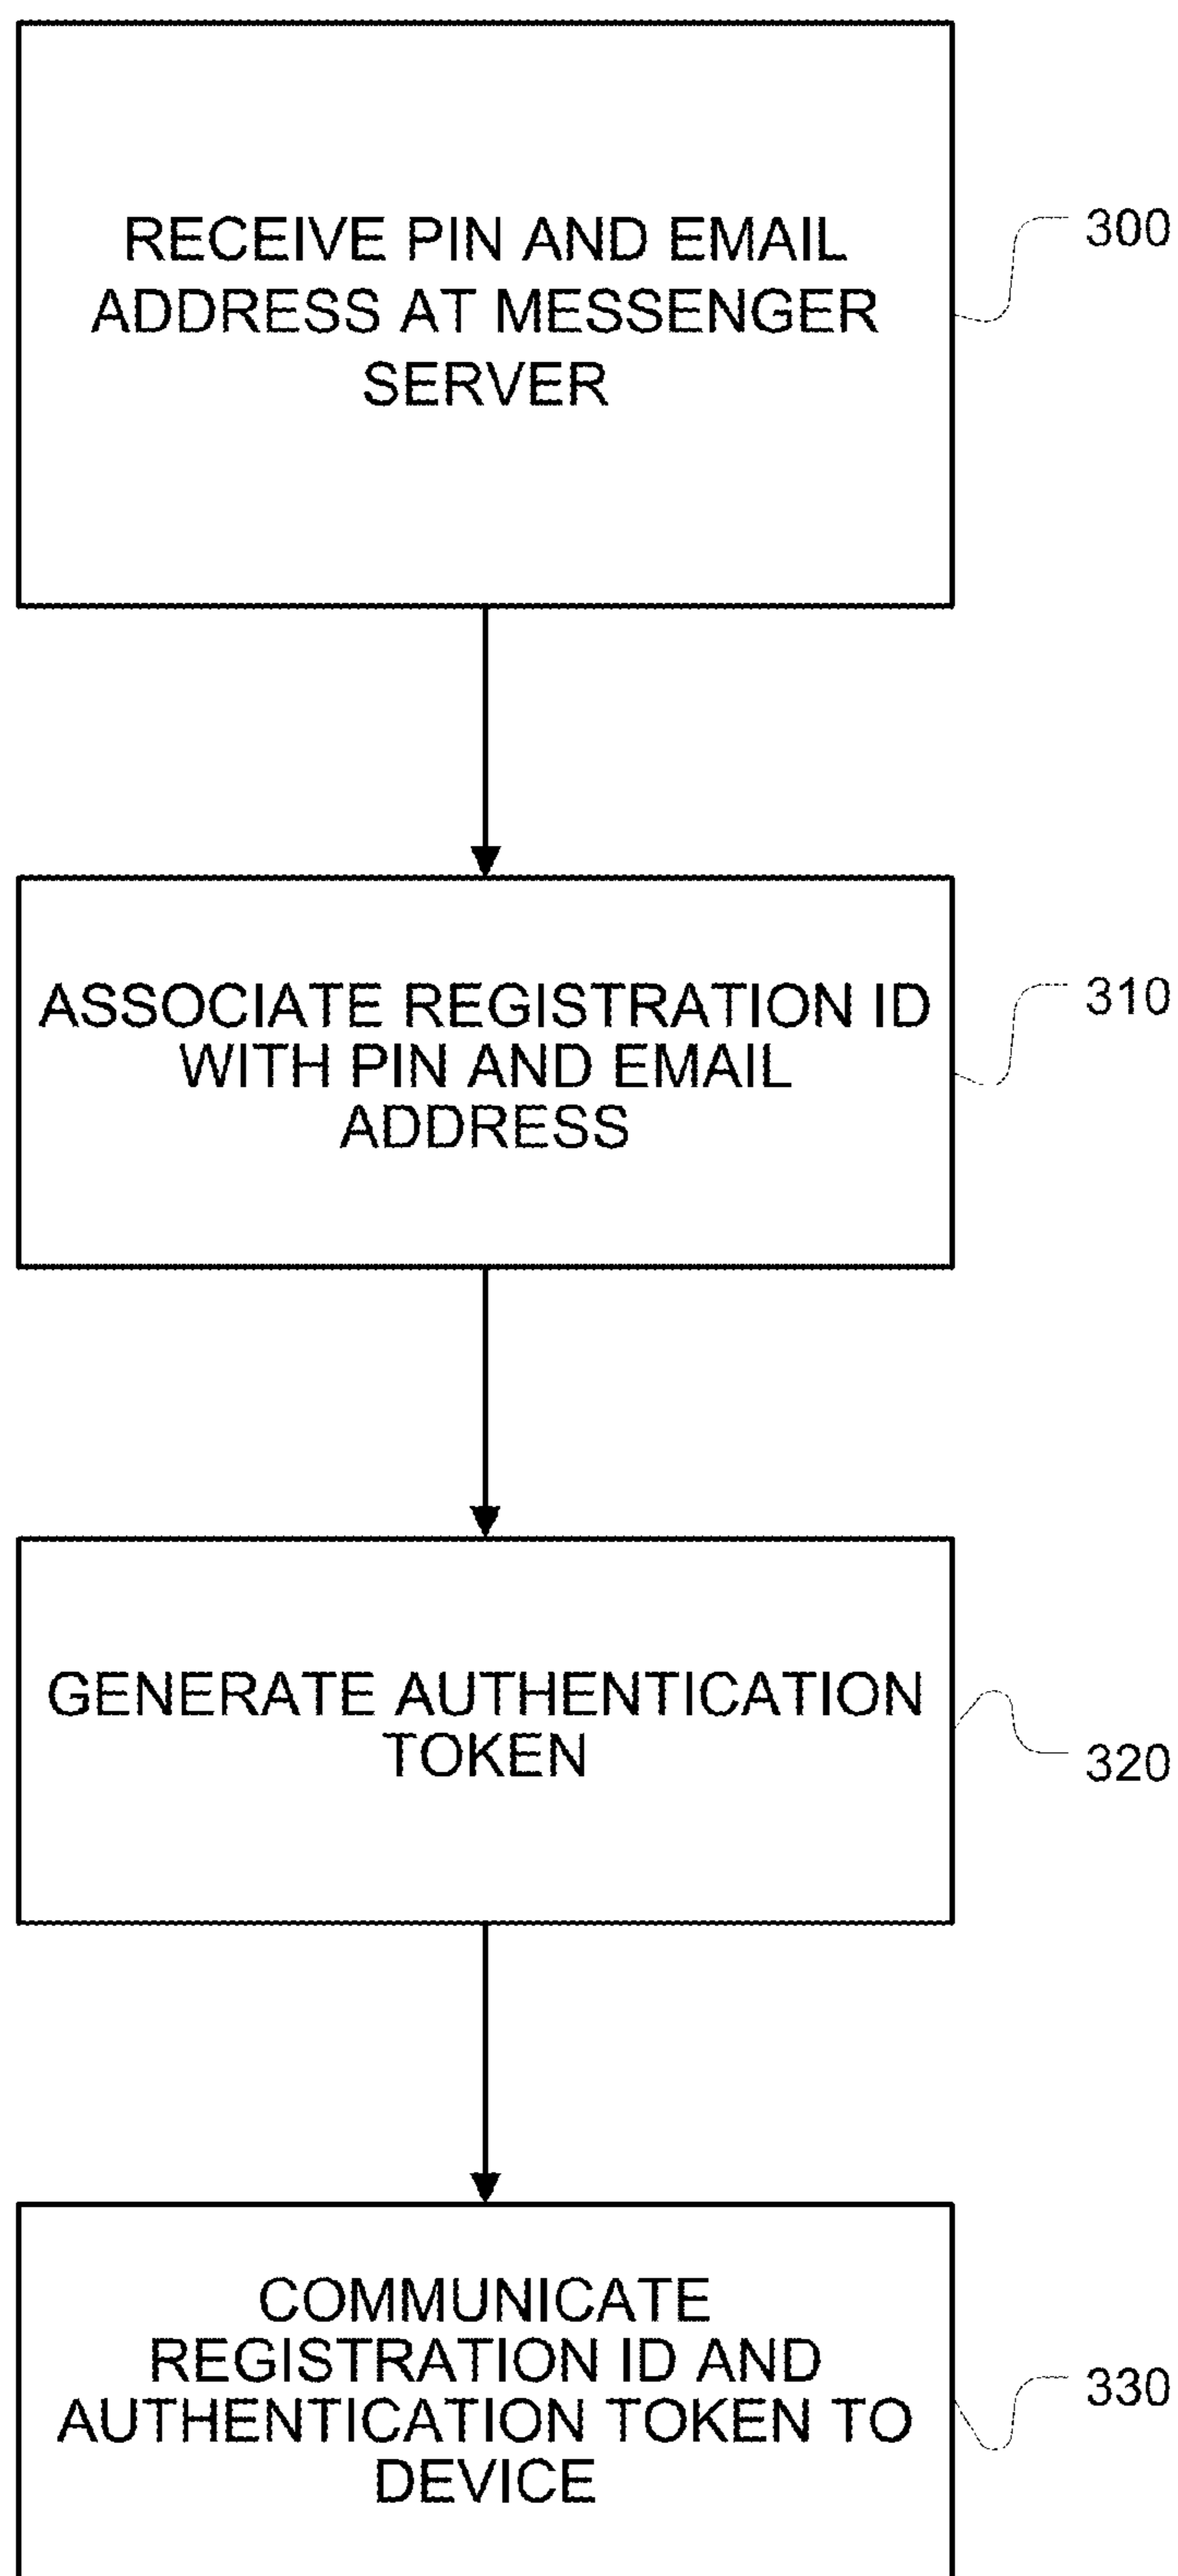 RECEIVE PIN AND EMAIL
ADDRESS AT MESSENGER
SERVER
300
ASSOCIATE REGISTRATION ID
WITH PIN AND EMAIL
ADDRESS
310
GENERATE AUTHENTICATION
TOKEN
320
COMMUNICATE
REGISTRATION ID AND
AUTHENTICATION TOKEN TO
DEVICE
330